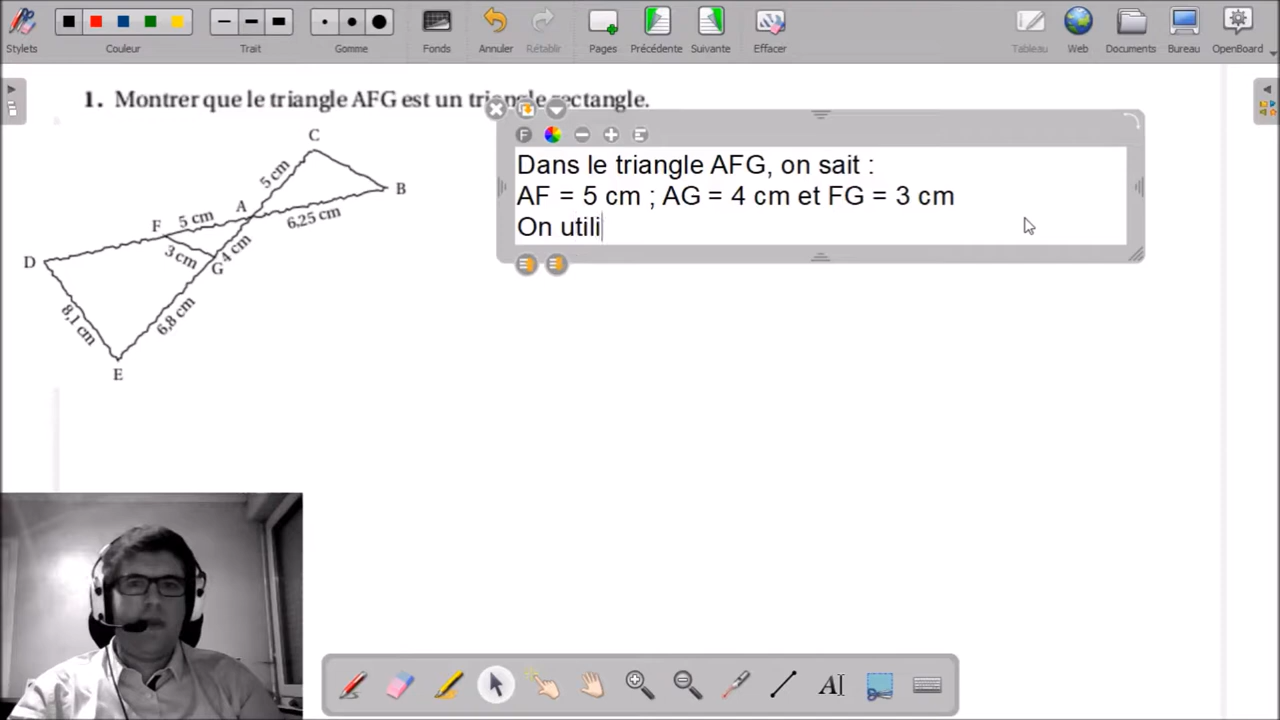 Stylets Couleur Trait Gomme Fonds Annuler Rétablir Pages Précédente Suivante Effacer Tableau Web Documents Bureau OpenBoard
1. Montrer que le triangle AFG est un triangle rectangle.
C
5 cm
B
A
6,25 cm
F
5 cm
3 cm
4 cm
G
D
8,1 cm
6,8 cm
E
F
Dans le triangle AFG, on sait :
AF = 5 cm ; AG = 4 cm et FG = 3 cm
On utili
AI